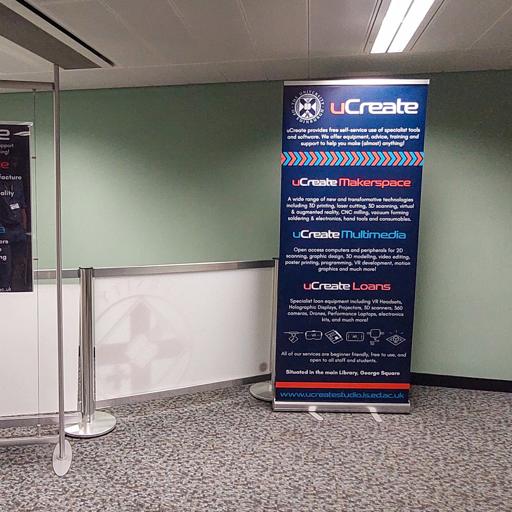 THE UNIVERSITY
EDINBURGH
uCreate
uCreate provides free self-service use of specialist tools
and software. We offer equipment, advice, training and
support to help you make (almost) anything!
uCreate Makerspace
A wide range of new and transformative technologies
including 3D printing, laser cutting, 3D scanning, virtual
& augmented reality, CNC milling, vacuum forming
soldering & electronics, hand tools and consumables.
uCreate Multimedia
Open access computers and peripherals for 2D
scanning, graphic design, 3D modelling, video editing,
poster printing, programming, VR development, motion
graphics and much more!
uCreate Loans
Specialist loan equipment including VR Headsets,
Holographic Displays, Projectors, 3D scanners, 360
cameras, Drones, Performance Laptops, electronics
kits, and much more!
All of our services are beginner friendly, free to use, and
open to all staff and students.
Situated in the main Library, George Square
www.ucreatestudio.is.ed.ac.uk